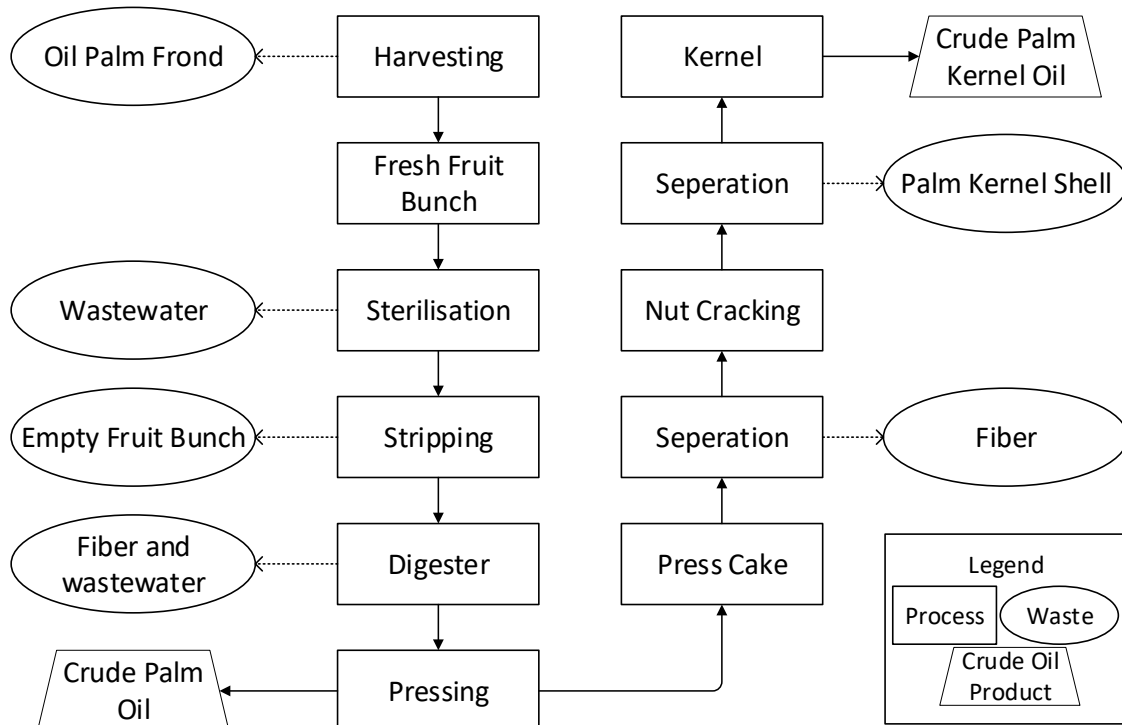 Oil Palm Frond
Harvesting
Kernel
Crude Palm
Kernel Oil
Fresh Fruit
Bunch
Seperation
Palm Kernel Shell
Wastewater
Sterilisation
Nut Cracking
Empty Fruit Bunch
Stripping
Seperation
Fiber
Fiber and
wastewater
Digester
Press Cake
Crude Palm
Oil
Pressing
Legend
Process
Waste
Crude Oil
Product